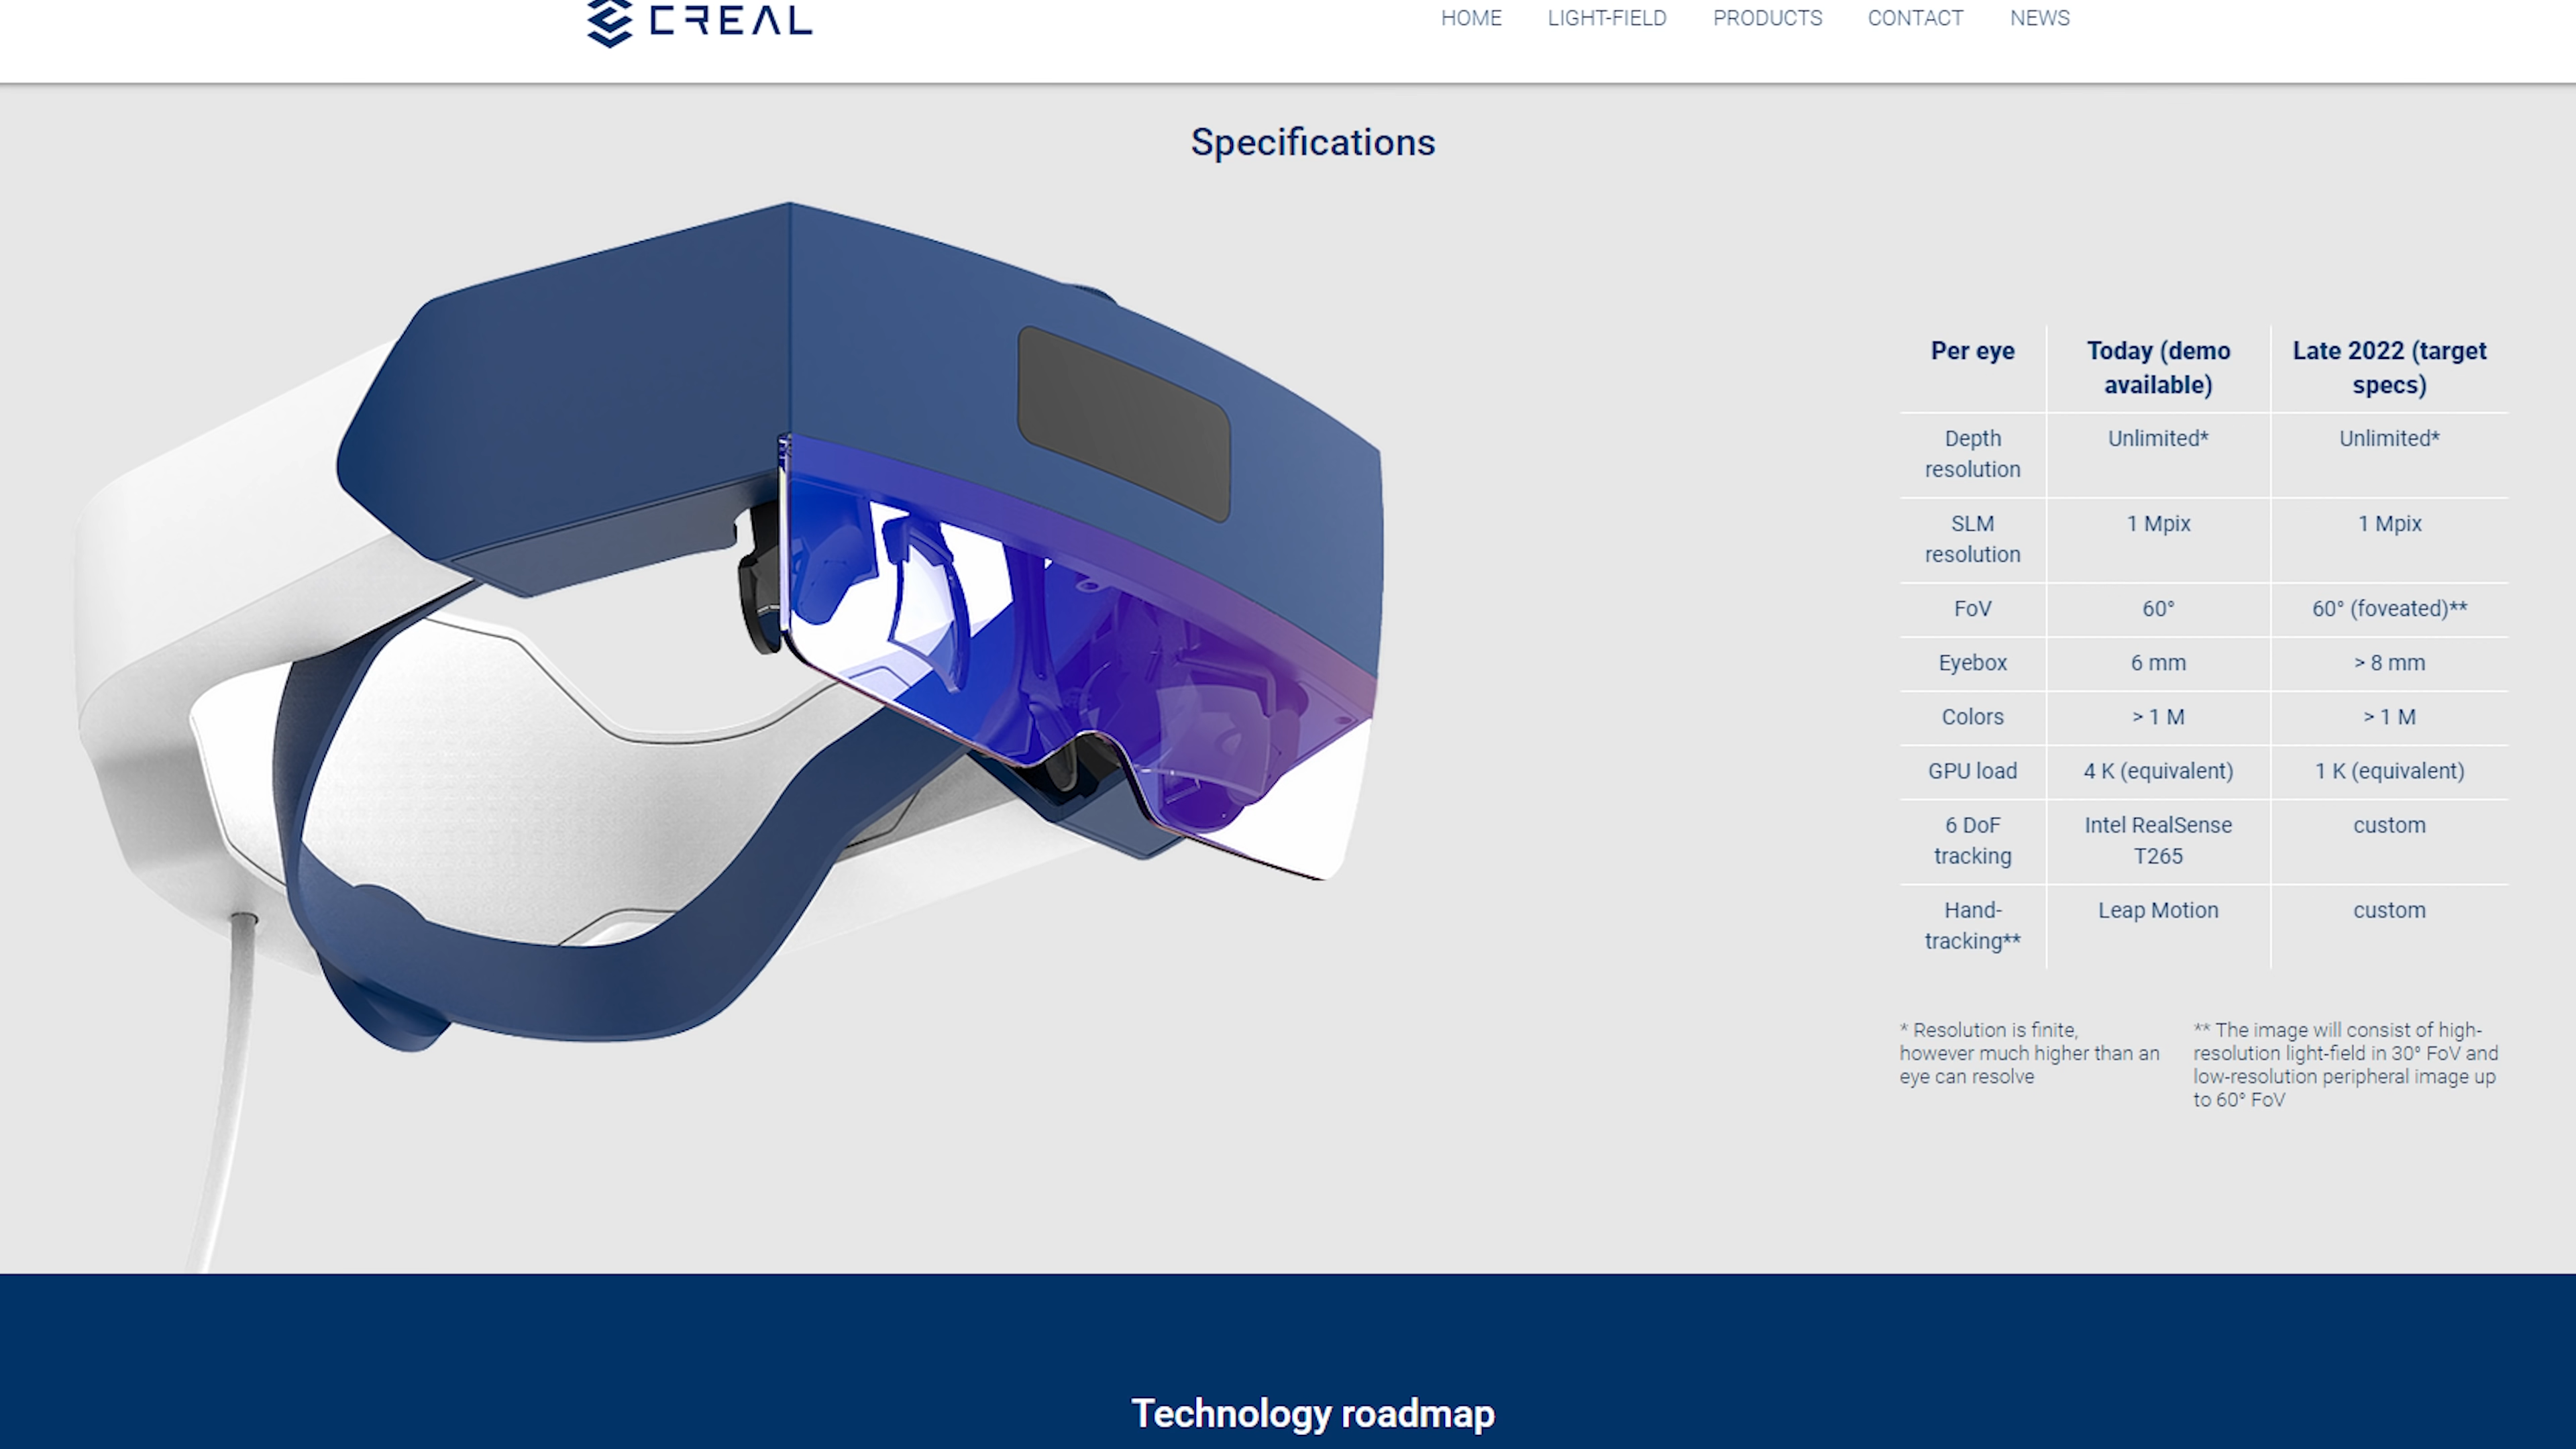 CREAL
HOME LIGHT-FIELD PRODUCTS CONTACT NEWS
Specifications
Per eye Today (demo available) Late 2022 (target specs)
Depth resolution Unlimited* Unlimited*
SLM resolution 1 Mpix 1 Mpix
FoV 60° 60° (foveated)**
Eyebox 6 mm > 8 mm
Colors > 1 M > 1 M
GPU load 4 K (equivalent) 1 K (equivalent)
6 DoF tracking Intel RealSense T265 custom
Hand-tracking** Leap Motion custom
* Resolution is finite,
however much higher than an
eye can resolve
** The image will consist of high-
resolution light-field in 30° FoV and
low-resolution peripheral image up
to 60° FoV
Technology roadmap